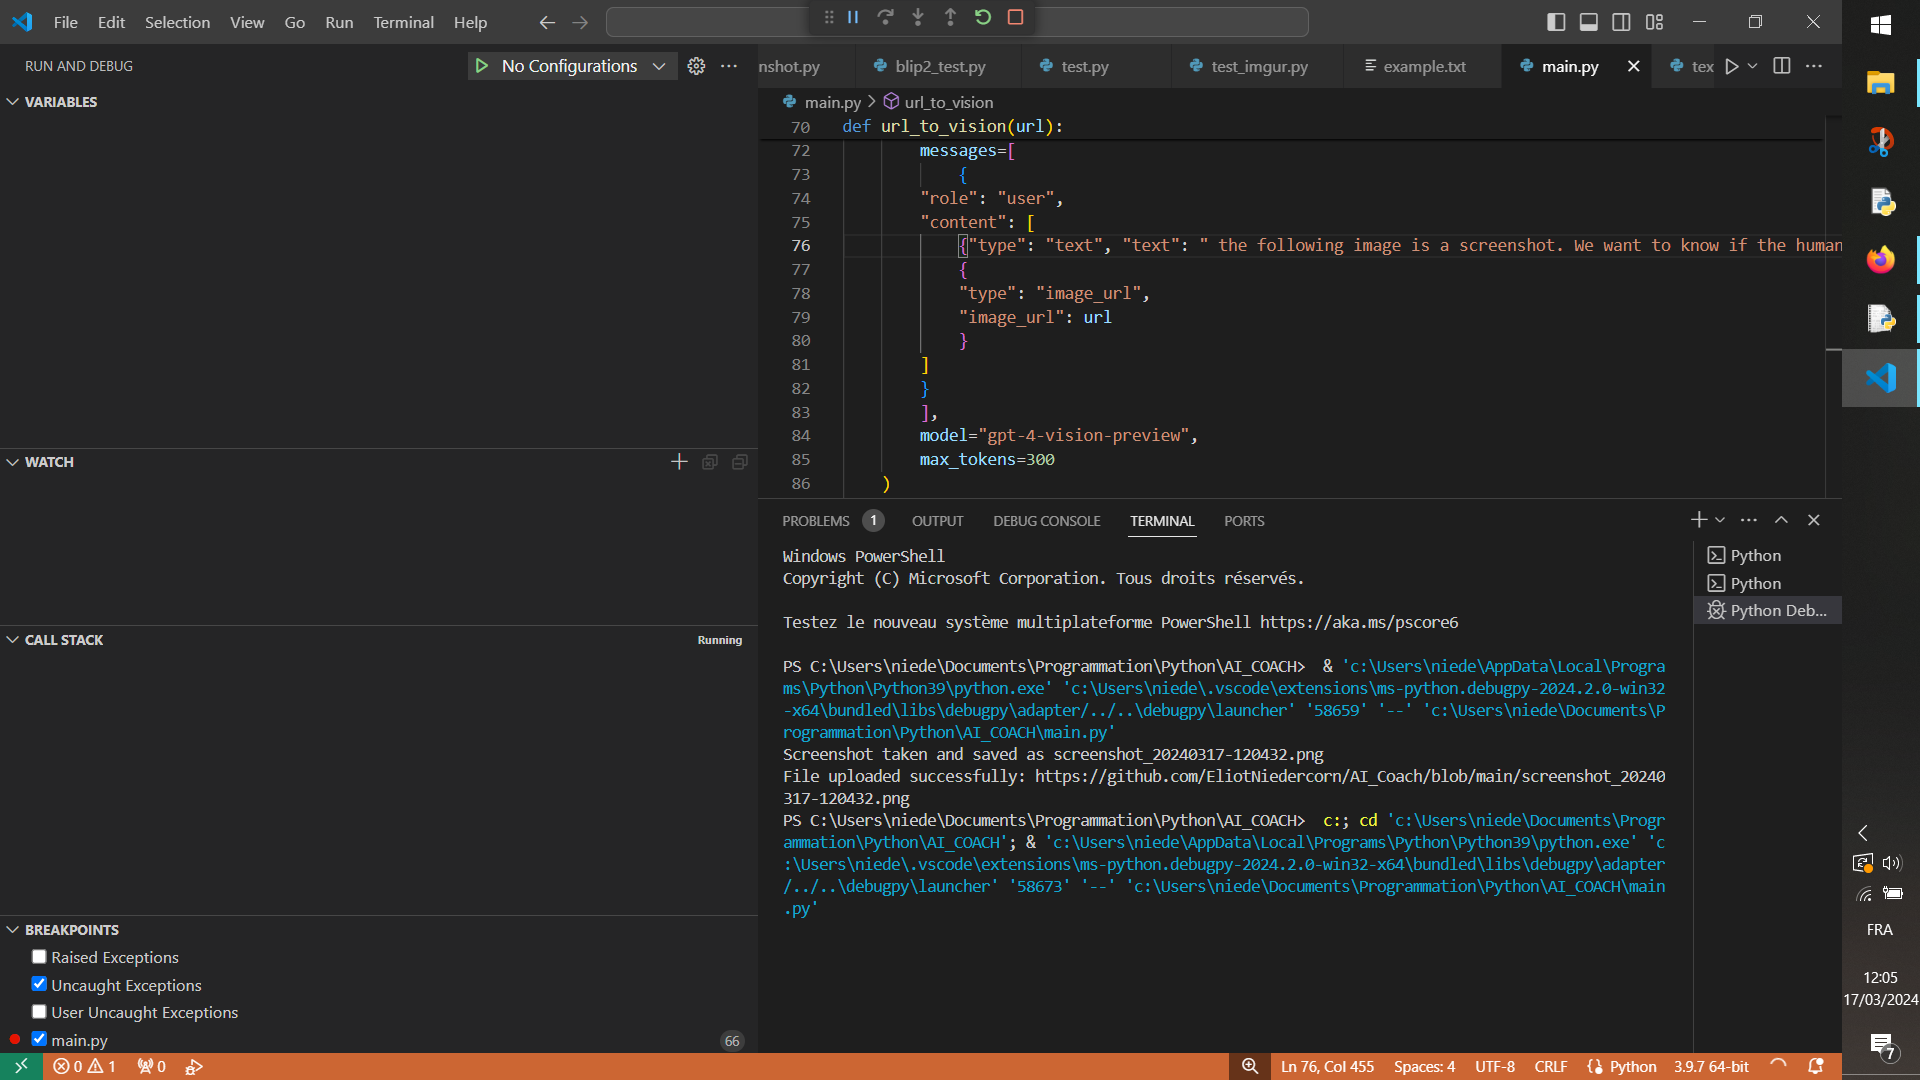 File Edit Selection View Go Run Terminal Help
RUN AND DEBUG No Configurations
nshot.py blip2_test.py test.py test_imgur.py example.txt main.py tex
VARIABLES
main.py > url_to_vision
70 def url_to_vision(url):
72 messages=[
73 {
74 "role": "user",
75 "content": [
76 {"type": "text", "text": " the following image is a screenshot. We want to know if the human
77 {
78 "type": "image_url",
79 "image_url": url
80 }
81 ]
82 }
83 ],
84 model="gpt-4-vision-preview",
85 max_tokens=300
86 )
WATCH
CALL STACK Running
BREAKPOINTS
Raised Exceptions
Uncaught Exceptions
User Uncaught Exceptions
main.py 66
PROBLEMS 1 OUTPUT DEBUG CONSOLE TERMINAL PORTS
Windows PowerShell
Copyright (C) Microsoft Corporation. Tous droits réservés.
Testez le nouveau système multiplateforme PowerShell https://aka.ms/pscore6
PS C:\Users\niede\Documents\Programmation\Python\AI_COACH>  & 'c:\Users\niede\AppData\Local\Progra
ms\Python\Python39\python.exe' 'c:\Users\niede\.vscode\extensions\ms-python.debugpy-2024.2.0-win32
-x64\bundled\libs\debugpy\adapter/../..\debugpy\launcher' '58659' '--' 'c:\Users\niede\Documents\P
rogrammation\Python\AI_COACH\main.py'
Screenshot taken and saved as screenshot_20240317-120432.png
File uploaded successfully: https://github.com/EliotNiedercorn/AI_Coach/blob/main/screenshot_20240
317-120432.png
PS C:\Users\niede\Documents\Programmation\Python\AI_COACH>  c:; cd 'c:\Users\niede\Documents\Progr
ammation\Python\AI_COACH'; & 'c:\Users\niede\AppData\Local\Programs\Python\Python39\python.exe' 'c
:\Users\niede\.vscode\extensions\ms-python.debugpy-2024.2.0-win32-x64\bundled\libs\debugpy\adapter
/../..\debugpy\launcher' '58673' '--' 'c:\Users\niede\Documents\Programmation\Python\AI_COACH\main
.py'
Python
Python
Python Deb...
FRA
12:05
17/03/2024
7
0 1 0 Ln 76, Col 455 Spaces: 4 UTF-8 CRLF Python 3.9.7 64-bit